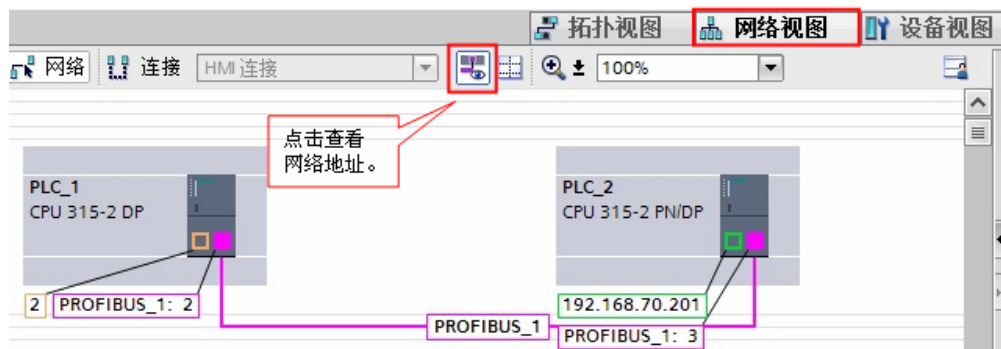 拓扑视图
网络视图
设备视图
网络
连接
HMI 连接
100%
点击查看
网络地址。
PLC_1
CPU 315-2 DP
PLC_2
CPU 315-2 PN/DP
2
PROFIBUS_1: 2
192.168.70.201
PROFIBUS_1
PROFIBUS_1: 3